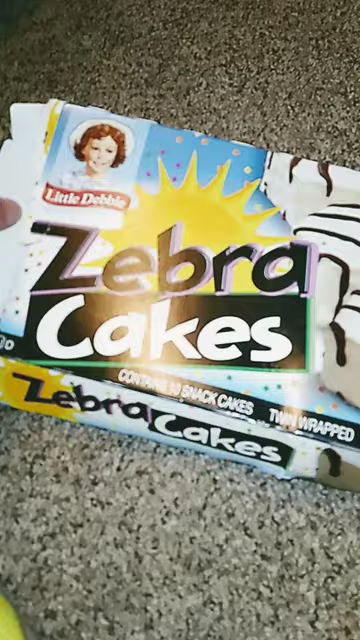 Little Debbie
Zebra
Cakes
CONTAINS 10 SNACK CAKES TWIN WRAPPED
Zebra Cakes